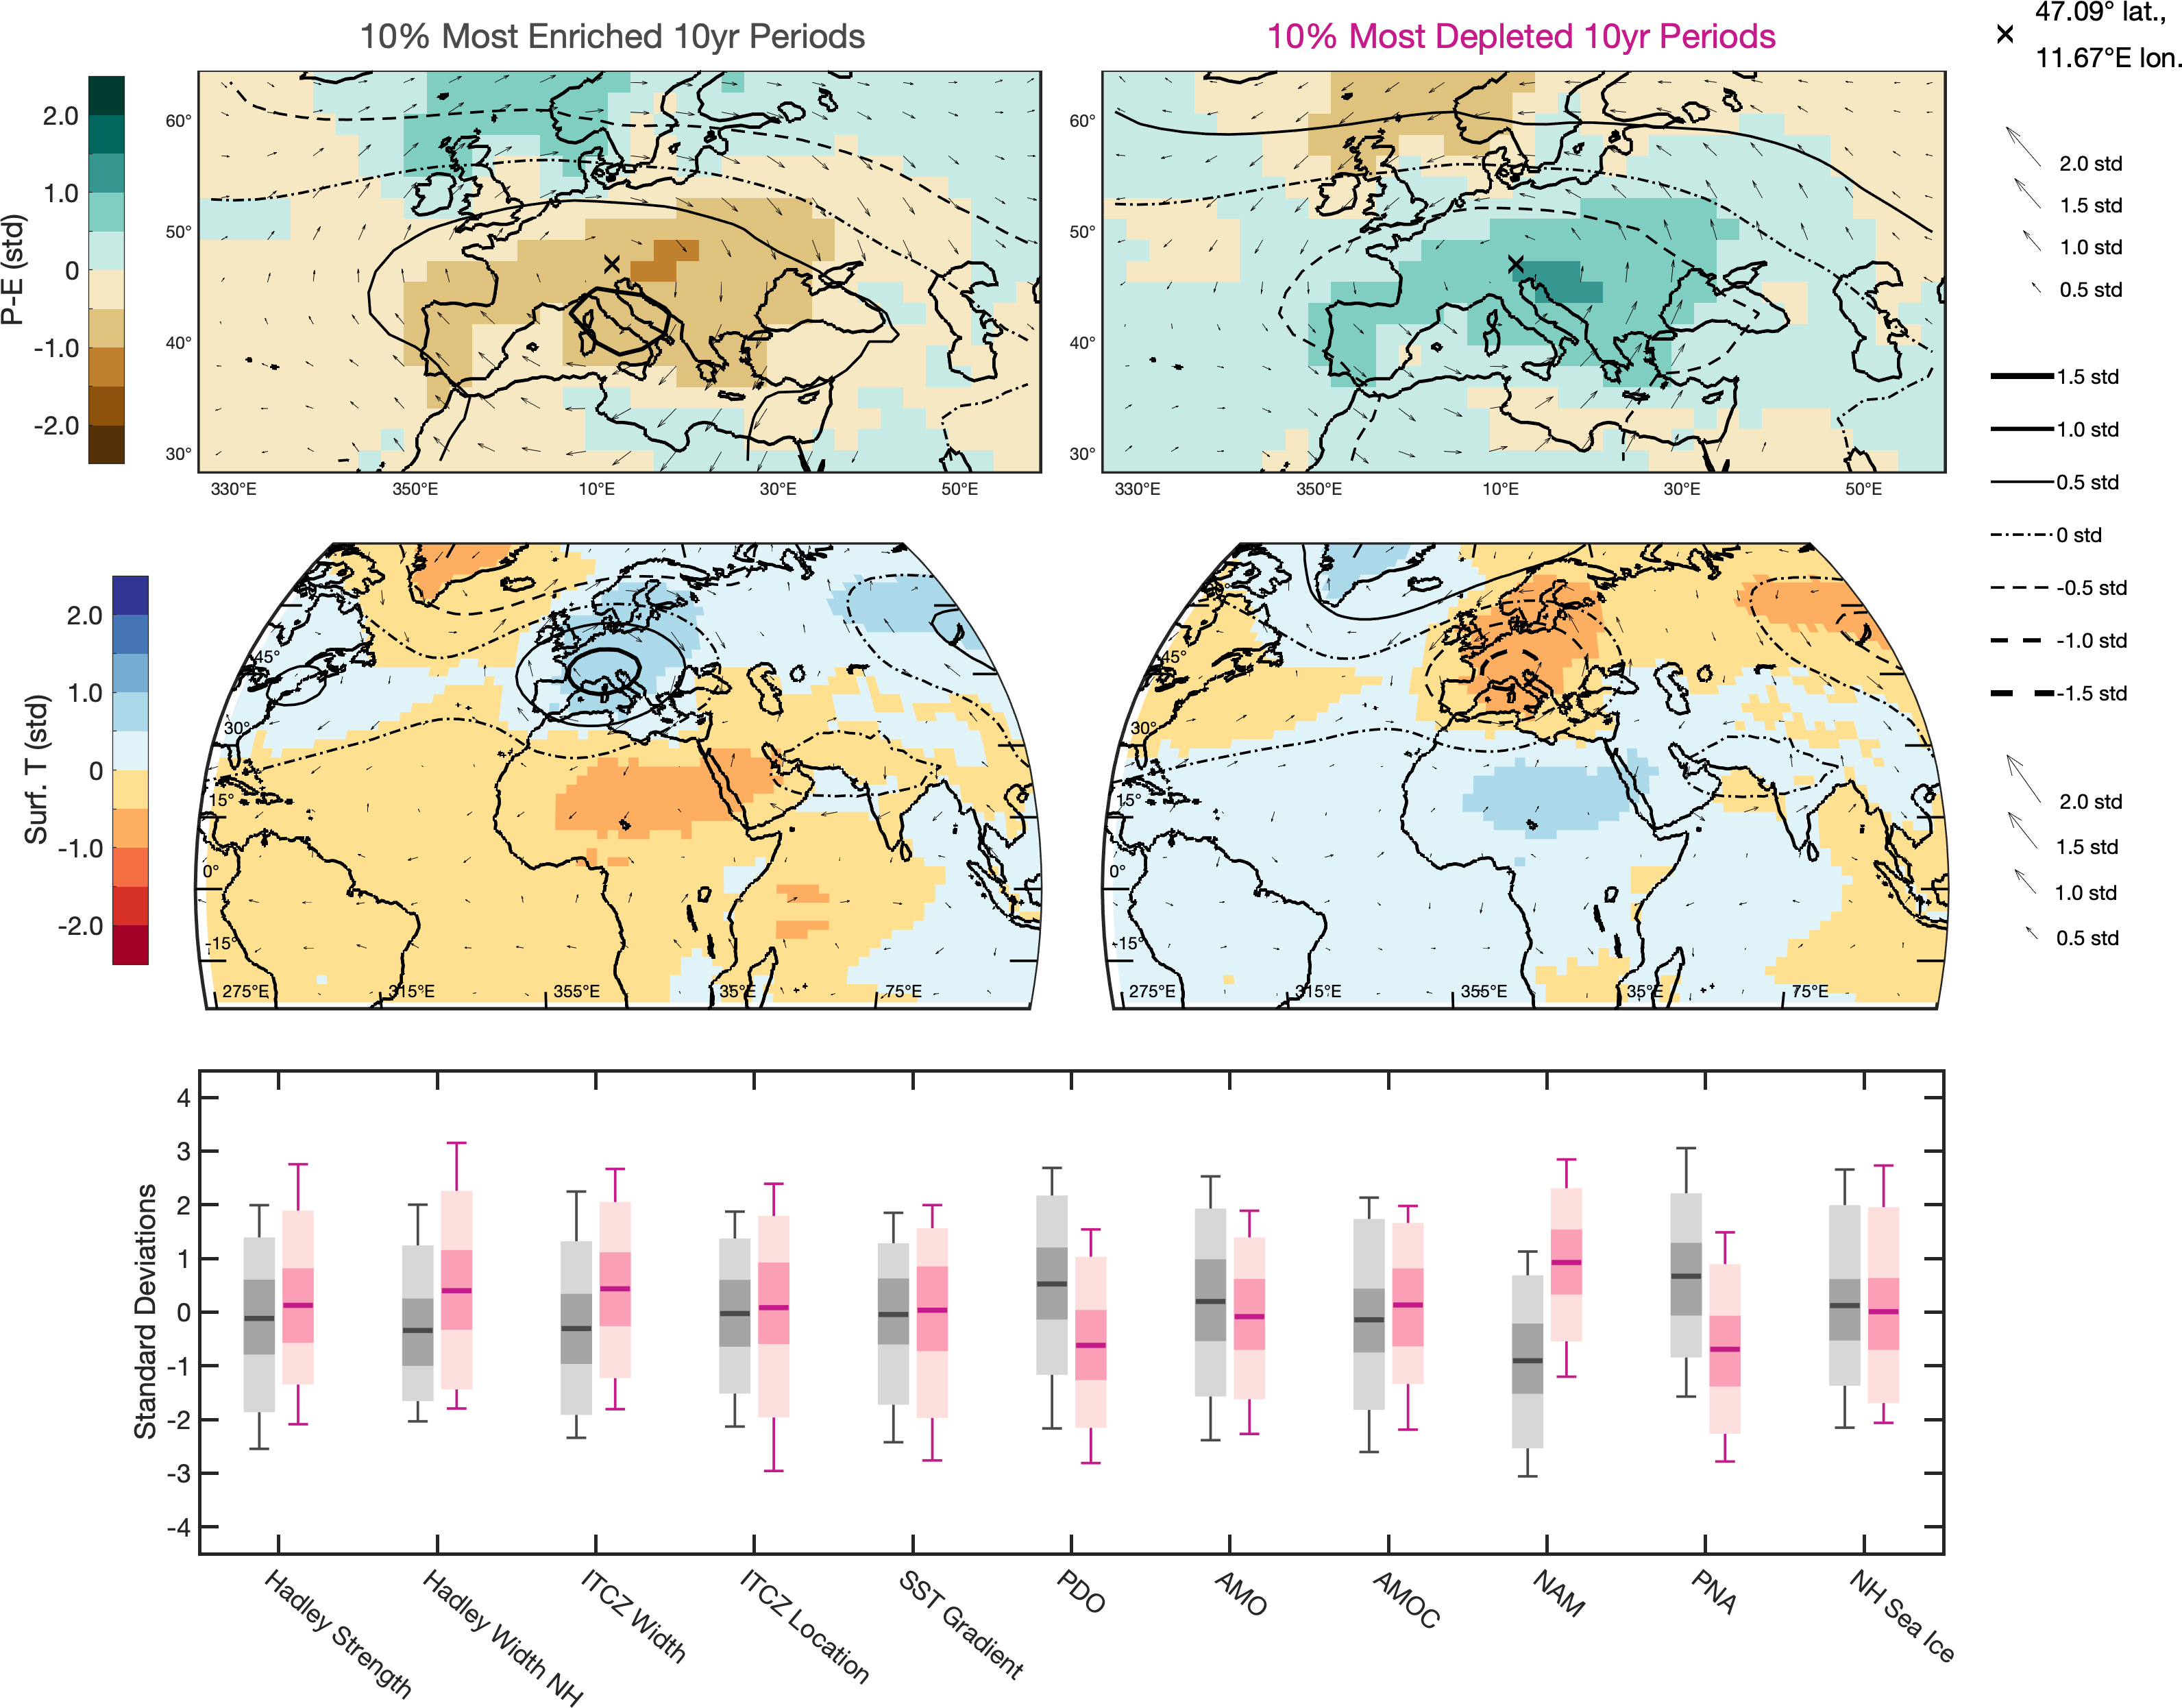 10% Most Enriched 10yr Periods
10% Most Depleted 10yr Periods
47.09° lat.,
11.67°E lon.
P-E (std)
2.0
1.0
0
-1.0
-2.0
60°
50°
40°
30°
330°E
350°E
10°E
30°E
50°E
60°
50°
40°
30°
330°E
350°E
10°E
30°E
50°E
2.0 std
1.5 std
1.0 std
0.5 std
1.5 std
1.0 std
0.5 std
0 std
-0.5 std
-1.0 std
-1.5 std
2.0 std
1.5 std
1.0 std
0.5 std
Surf. T (std)
2.0
1.0
0
-1.0
-2.0
45°
30°
15°
0°
-15°
275°E
315°E
355°E
35°E
75°E
45°
30°
15°
0°
-15°
275°E
315°E
355°E
35°E
75°E
Standard Deviations
4
3
2
1
0
-1
-2
-3
-4
Hadley Strength
Hadley Width NH
ITCZ Width
ITCZ Location
SST Gradient
PDO
AMO
AMOC
NAM
PNA
NH Sea Ice